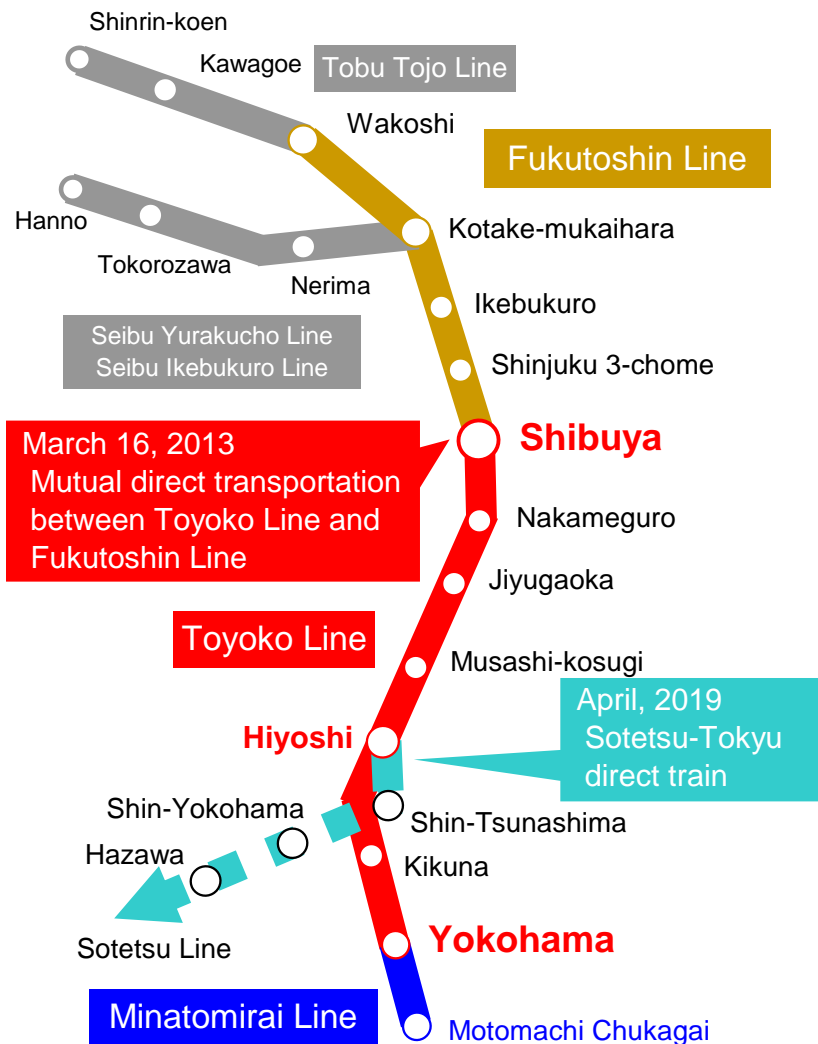 Shinrin-koen
Kawagoe
Tobu Tojo Line
Wakoshi
Fukutoshin Line
Hanno
Kotake-mukaihara
Tokorozawa
Nerima
Ikebukuro
Seibu Yurakucho Line
Seibu Ikebukuro Line
Shinjuku 3-chome
March 16, 2013
Mutual direct transportation
between Toyoko Line and
Fukutoshin Line
Shibuya
Nakameguro
Jiyugaoka
Toyoko Line
Musashi-kosugi
April, 2019
Sotetsu-Tokyu
direct train
Hiyoshi
Shin-Yokohama
Shin-Tsunashima
Hazawa
Kikuna
Sotetsu Line
Yokohama
Minatomirai Line
Motomachi Chukagai